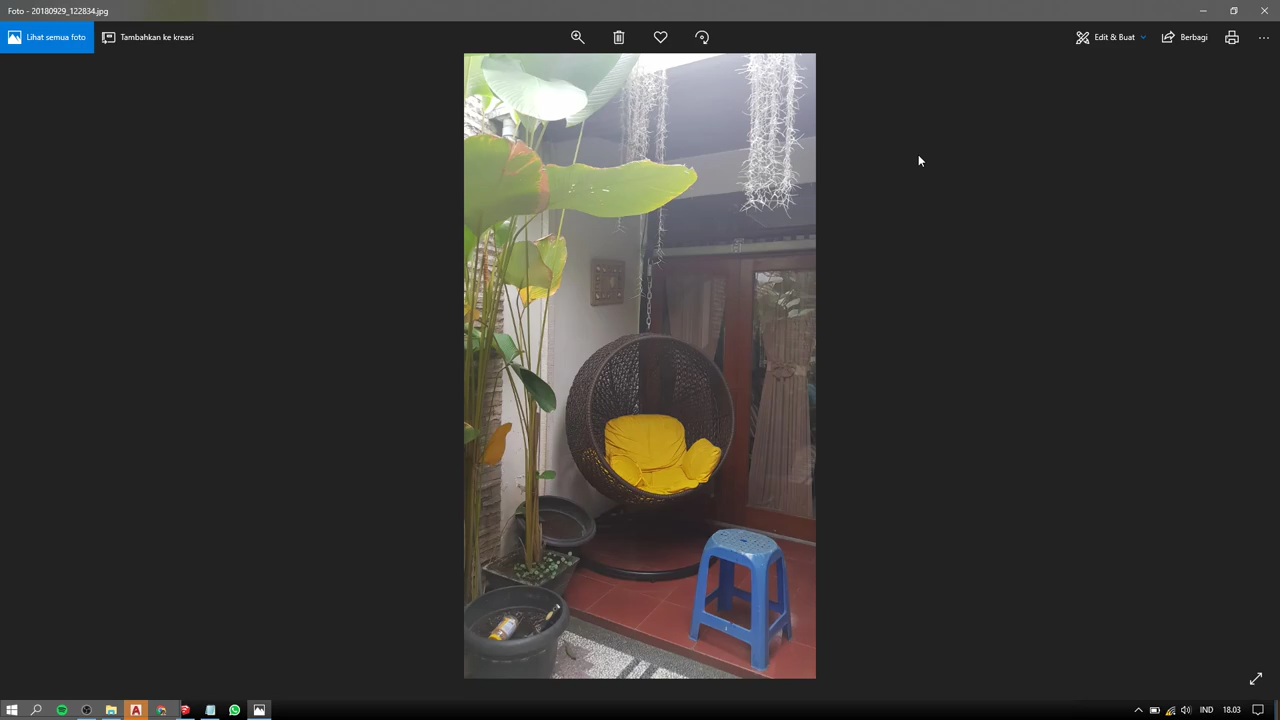 Foto - 20180929_122834.jpg
Lihat semua foto
Tambahkan ke kreasi
Edit & Buat
Berbagi
IND
18.03